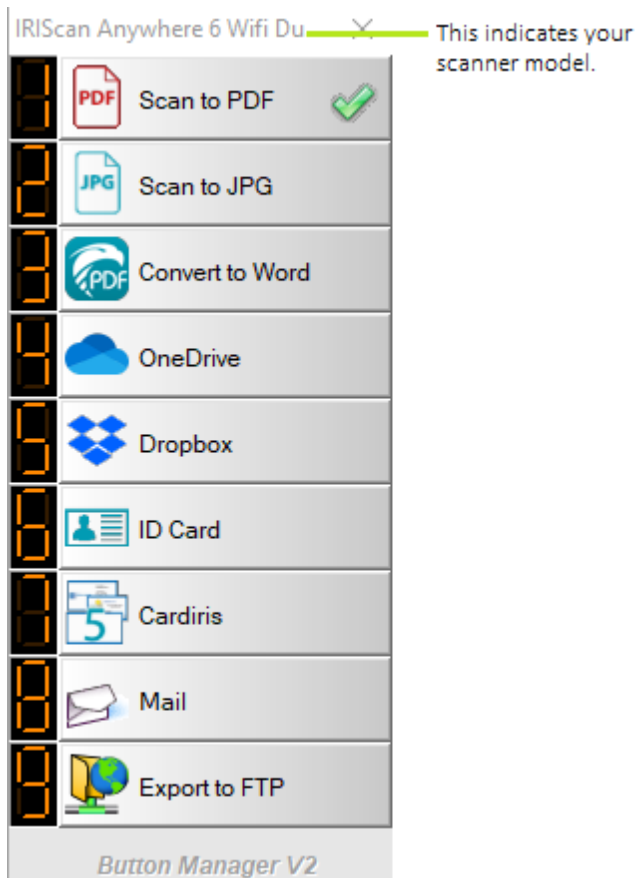 IRIScan Anywhere 6 Wifi Du
This indicates your
scanner model.
1 PDF Scan to PDF
2 JPG Scan to JPG
3 PDF Convert to Word
4 OneDrive
5 Dropbox
6 ID Card
7 5 Cardiris
8 Mail
9 Export to FTP
Button Manager V2